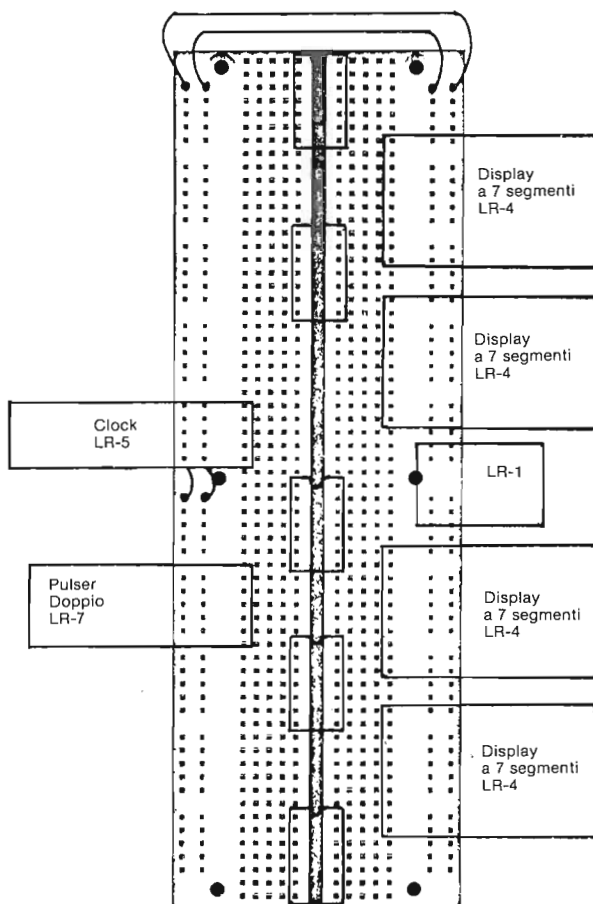 Display
a 7 segmenti
LR-4
Display
a 7 segmenti
LR-4
Clock
LR-5
LR-1
Pulser
Doppio
LR-7
Display
a 7 segmenti
LR-4
Display
a 7 segmenti
LR-4